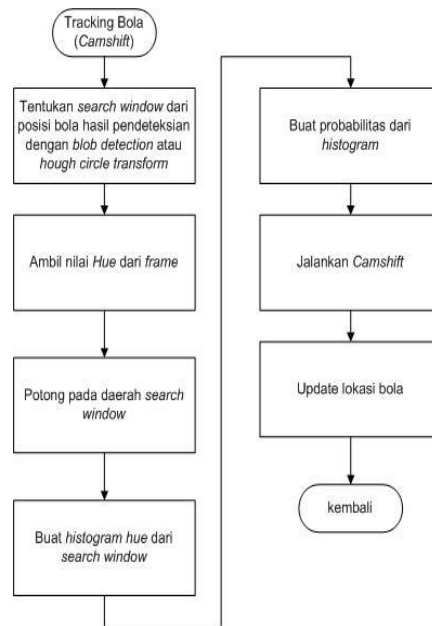 Tracking Bola
(Camshift)
Tentukan search window dari
posisi bola hasil pendeteksian
dengan blob detection atau
hough circle transform
Ambil nilai Hue dari frame
Potong pada daerah search
window
Buat histogram hue dari
search window
Buat probabilitas dari
histogram
Jalankan Camshift
Update lokasi bola
kembali